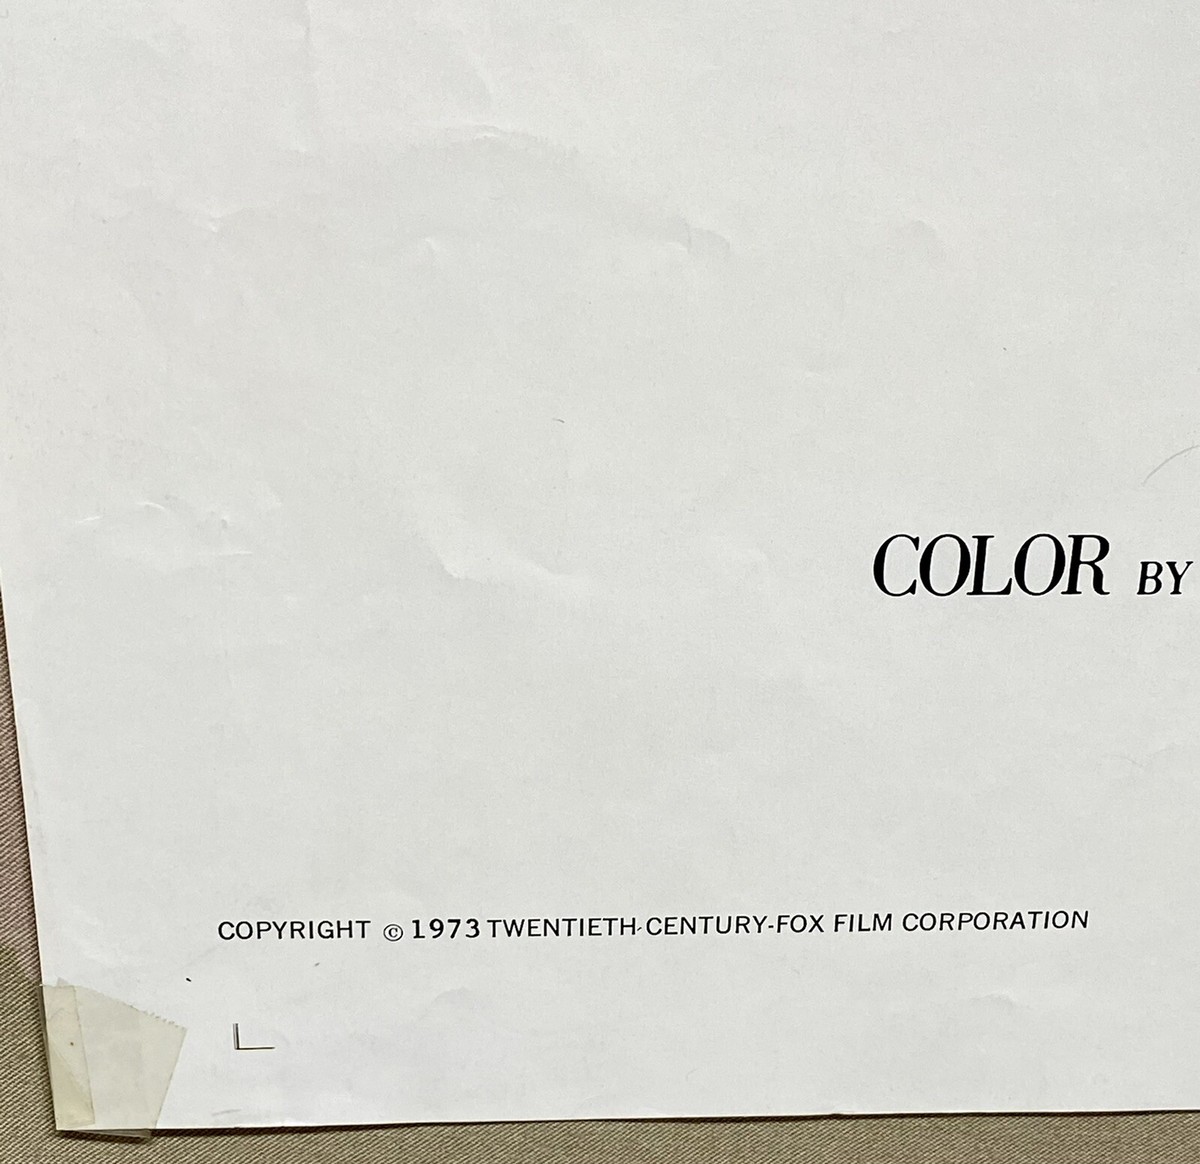 COLOR BY
COPYRIGHT © 1973 TWENTIETH-CENTURY-FOX FILM CORPORATION